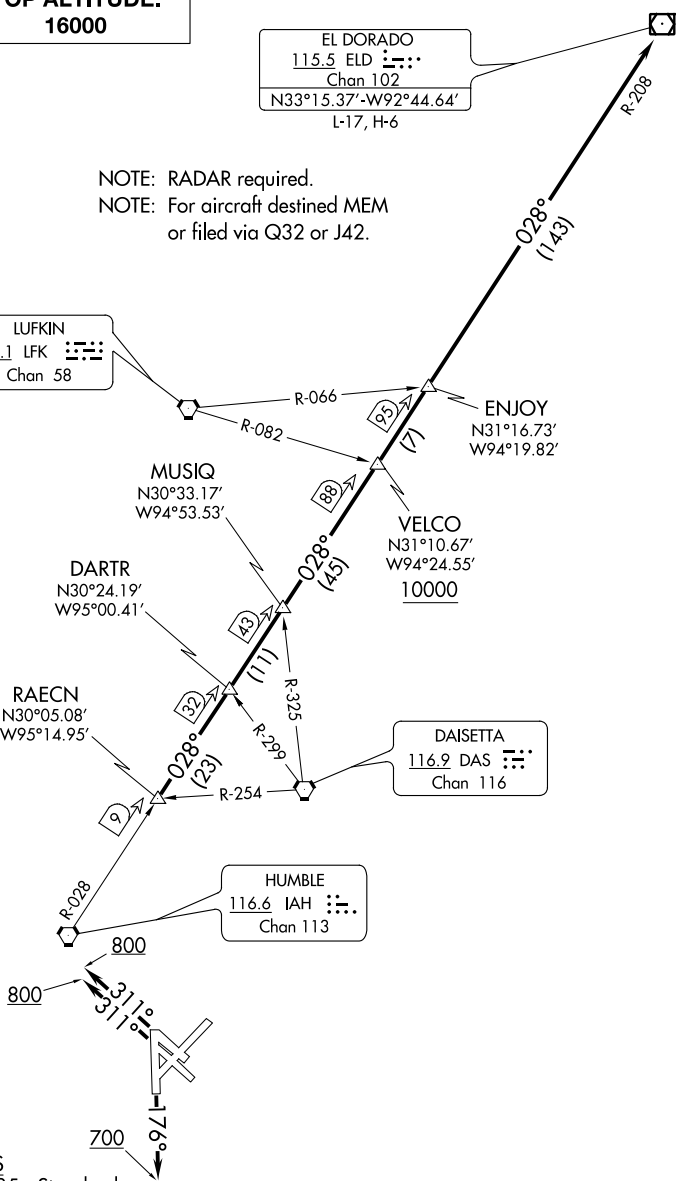 OP ALTITUDE:
16000
EL DORADO
115.5 ELD
Chan 102
N33°15.37'-W92°44.64'
L-17, H-6
R-208
NOTE: RADAR required.
NOTE: For aircraft destined MEM
or filed via Q32 or J42.
028°
(143)
LUFKIN
.1 LFK
Chan 58
R-066
R-082
95
(7)
ENJOY
N31°16.73'
W94°19.82'
88
VELCO
N31°10.67'
W94°24.55'
10000
MUSIQ
N30°33.17'
W94°53.53'
028°
(45)
DARTR
N30°24.19'
W95°00.41'
43
(11)
32
R-325
R-299
RAECN
N30°05.08'
W95°14.95'
028°
(23)
R-254
9
DAISETTA
116.9 DAS
Chan 116
R-028
HUMBLE
116.6 IAH
Chan 113
800
800
311°
311°
176°
700